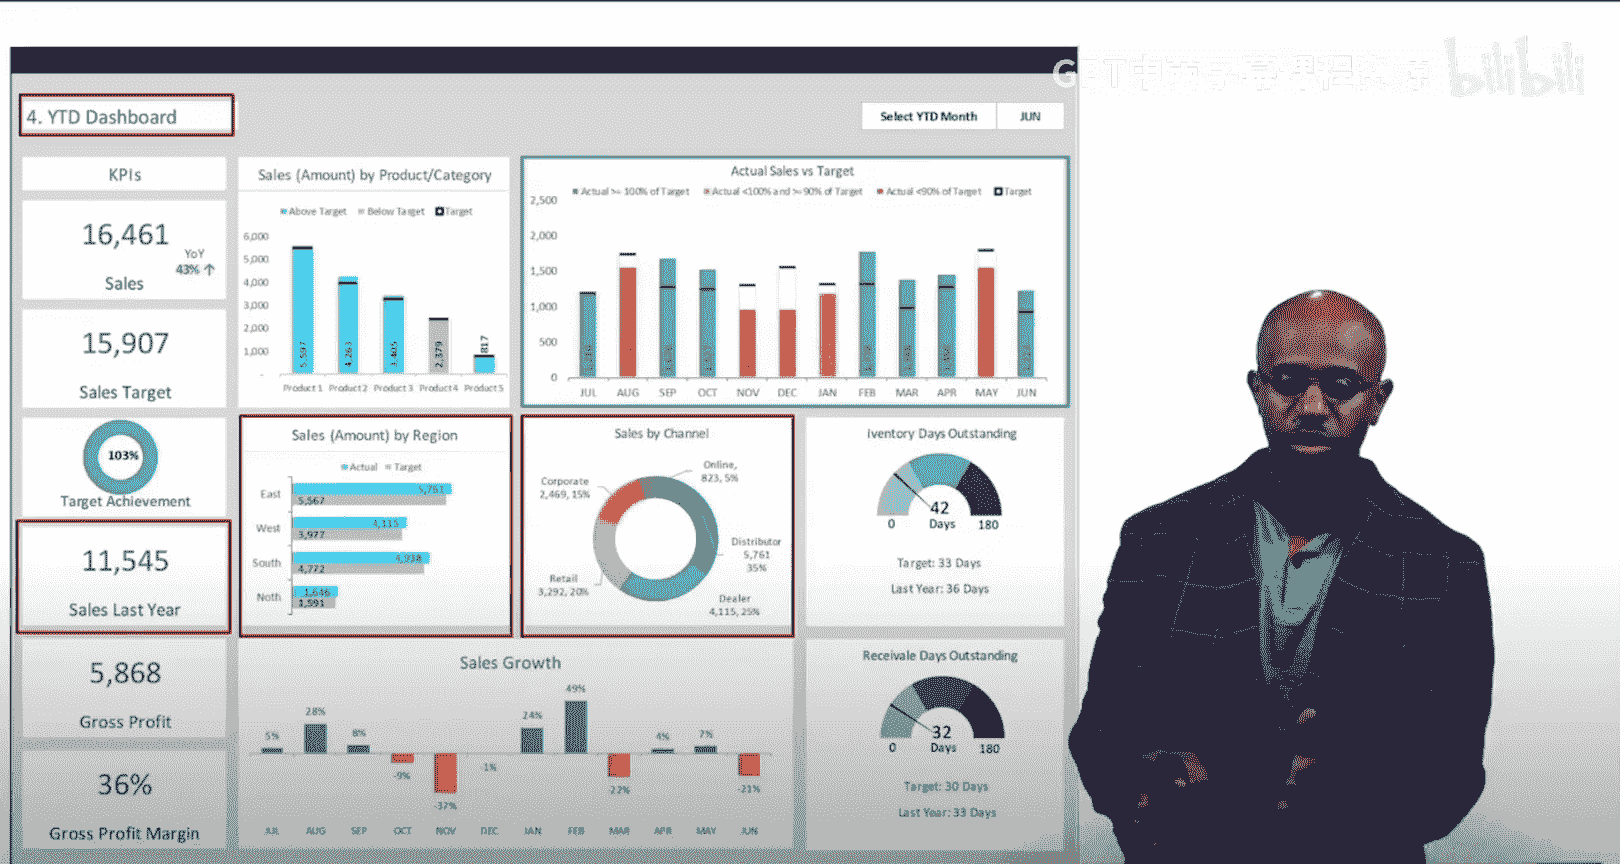 bilibili
4. YTD Dashboard
Select YTD Month JUN
KPIs
16,461
YoY
43% ↑
Sales
15,907
Sales Target
103%
Target Achievement
11,545
Sales Last Year
5,868
Gross Profit
36%
Gross Profit Margin
Sales (Amount) by Product/Category
Above Target Below Target Target
6,000
5,000
4,000
3,000
2,000
1,000
-
5,597
4,263
3,405
2,379
817
Product 1 Product 2 Product 3 Product 4 Product 5
Actual Sales vs Target
Actual >= 100% of Target Actual <100% and >= 90% of Target Actual <90% of Target Target
2,500
2,000
1,500
1,000
500
0
JUL AUG SEP OCT NOV DEC JAN FEB MAR APR MAY JUN
Sales (Amount) by Region
Actual Target
East 5,761
5,567
West 4,115
3,977
South 4,938
4,772
Noth 1,646
1,591
Sales by Channel
Online,
823, 5%
Corporate
2,469, 15%
Distributor
5,761
35%
Retail
3,292, 20%
Dealer
4,115, 25%
Iventory Days Outstanding
42
0 Days 180
Target: 33 Days
Last Year: 36 Days
Sales Growth
5% 28% 8% -9% -37% -1% 24% 49% -22% 4% 7% -21%
JUL AUG SEP OCT NOV DEC JAN FEB MAR APR MAY JUN
Receivale Days Outstanding
32
0 Days 180
Target: 30 Days
Last Year: 33 Days